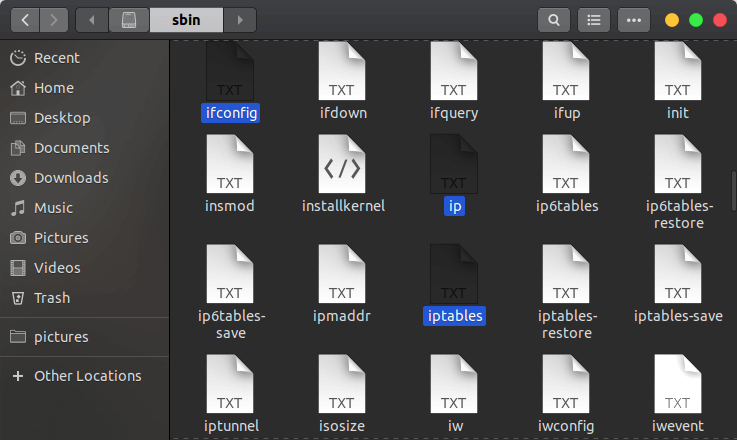 sbin
Recent
Home
Desktop
Documents
Downloads
Music
Pictures
Videos
Trash
pictures
Other Locations
TXT TXT TXT TXT TXT
ifconfig ifdown ifquery ifup init
TXT </> TXT TXT TXT
insmod installkernel ip ip6tables ip6tables-
restore
TXT TXT TXT TXT TXT
ip6tables- ipmaddr iptables iptables- iptables-save
save restore
TXT TXT TXT TXT TXT
iptunnel isosize iw iwconfig iwevent